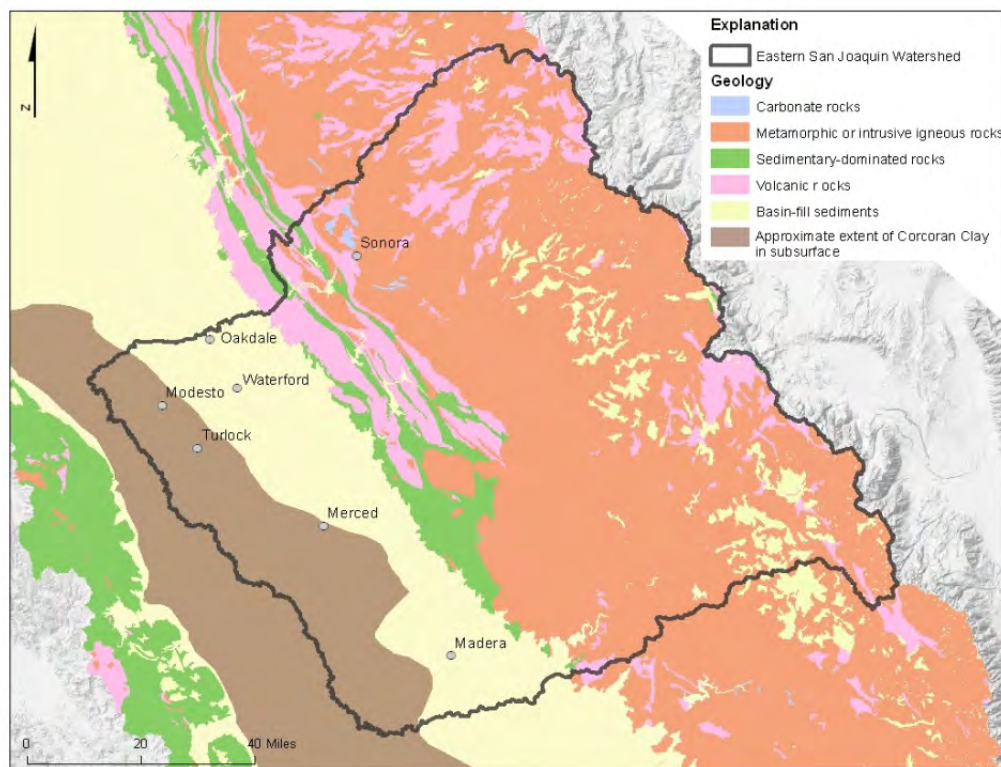 Explanation
Eastern San Joaquin Watershed
Geology
Carbonate rocks
Metamorphic or intrusive igneous rocks
Sedimentary-dominated rocks
Volcanic r ocks
Basin-fill sediments
Approximate extent of Corcoran Clay
in subsurface
N
Sonora
Oakdale
Waterford
Modesto
Turlock
Merced
Madera
0 20 40 Miles